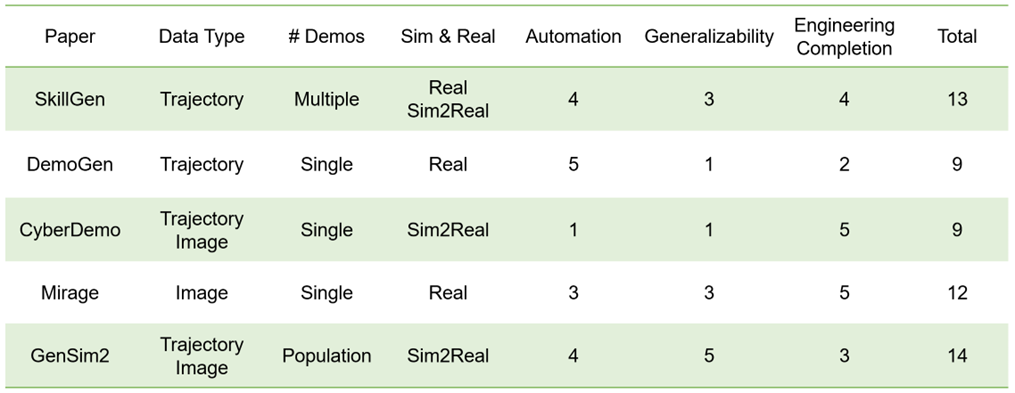 Paper Data Type # Demos Sim & Real Automation Generalizability Engineering Completion Total
SkillGen Trajectory Multiple Real Sim2Real 4 3 4 13
DemoGen Trajectory Single Real 5 1 2 9
CyberDemo Trajectory Image Single Sim2Real 1 1 5 9
Mirage Image Single Real 3 3 5 12
GenSim2 Trajectory Image Population Sim2Real 4 5 3 14